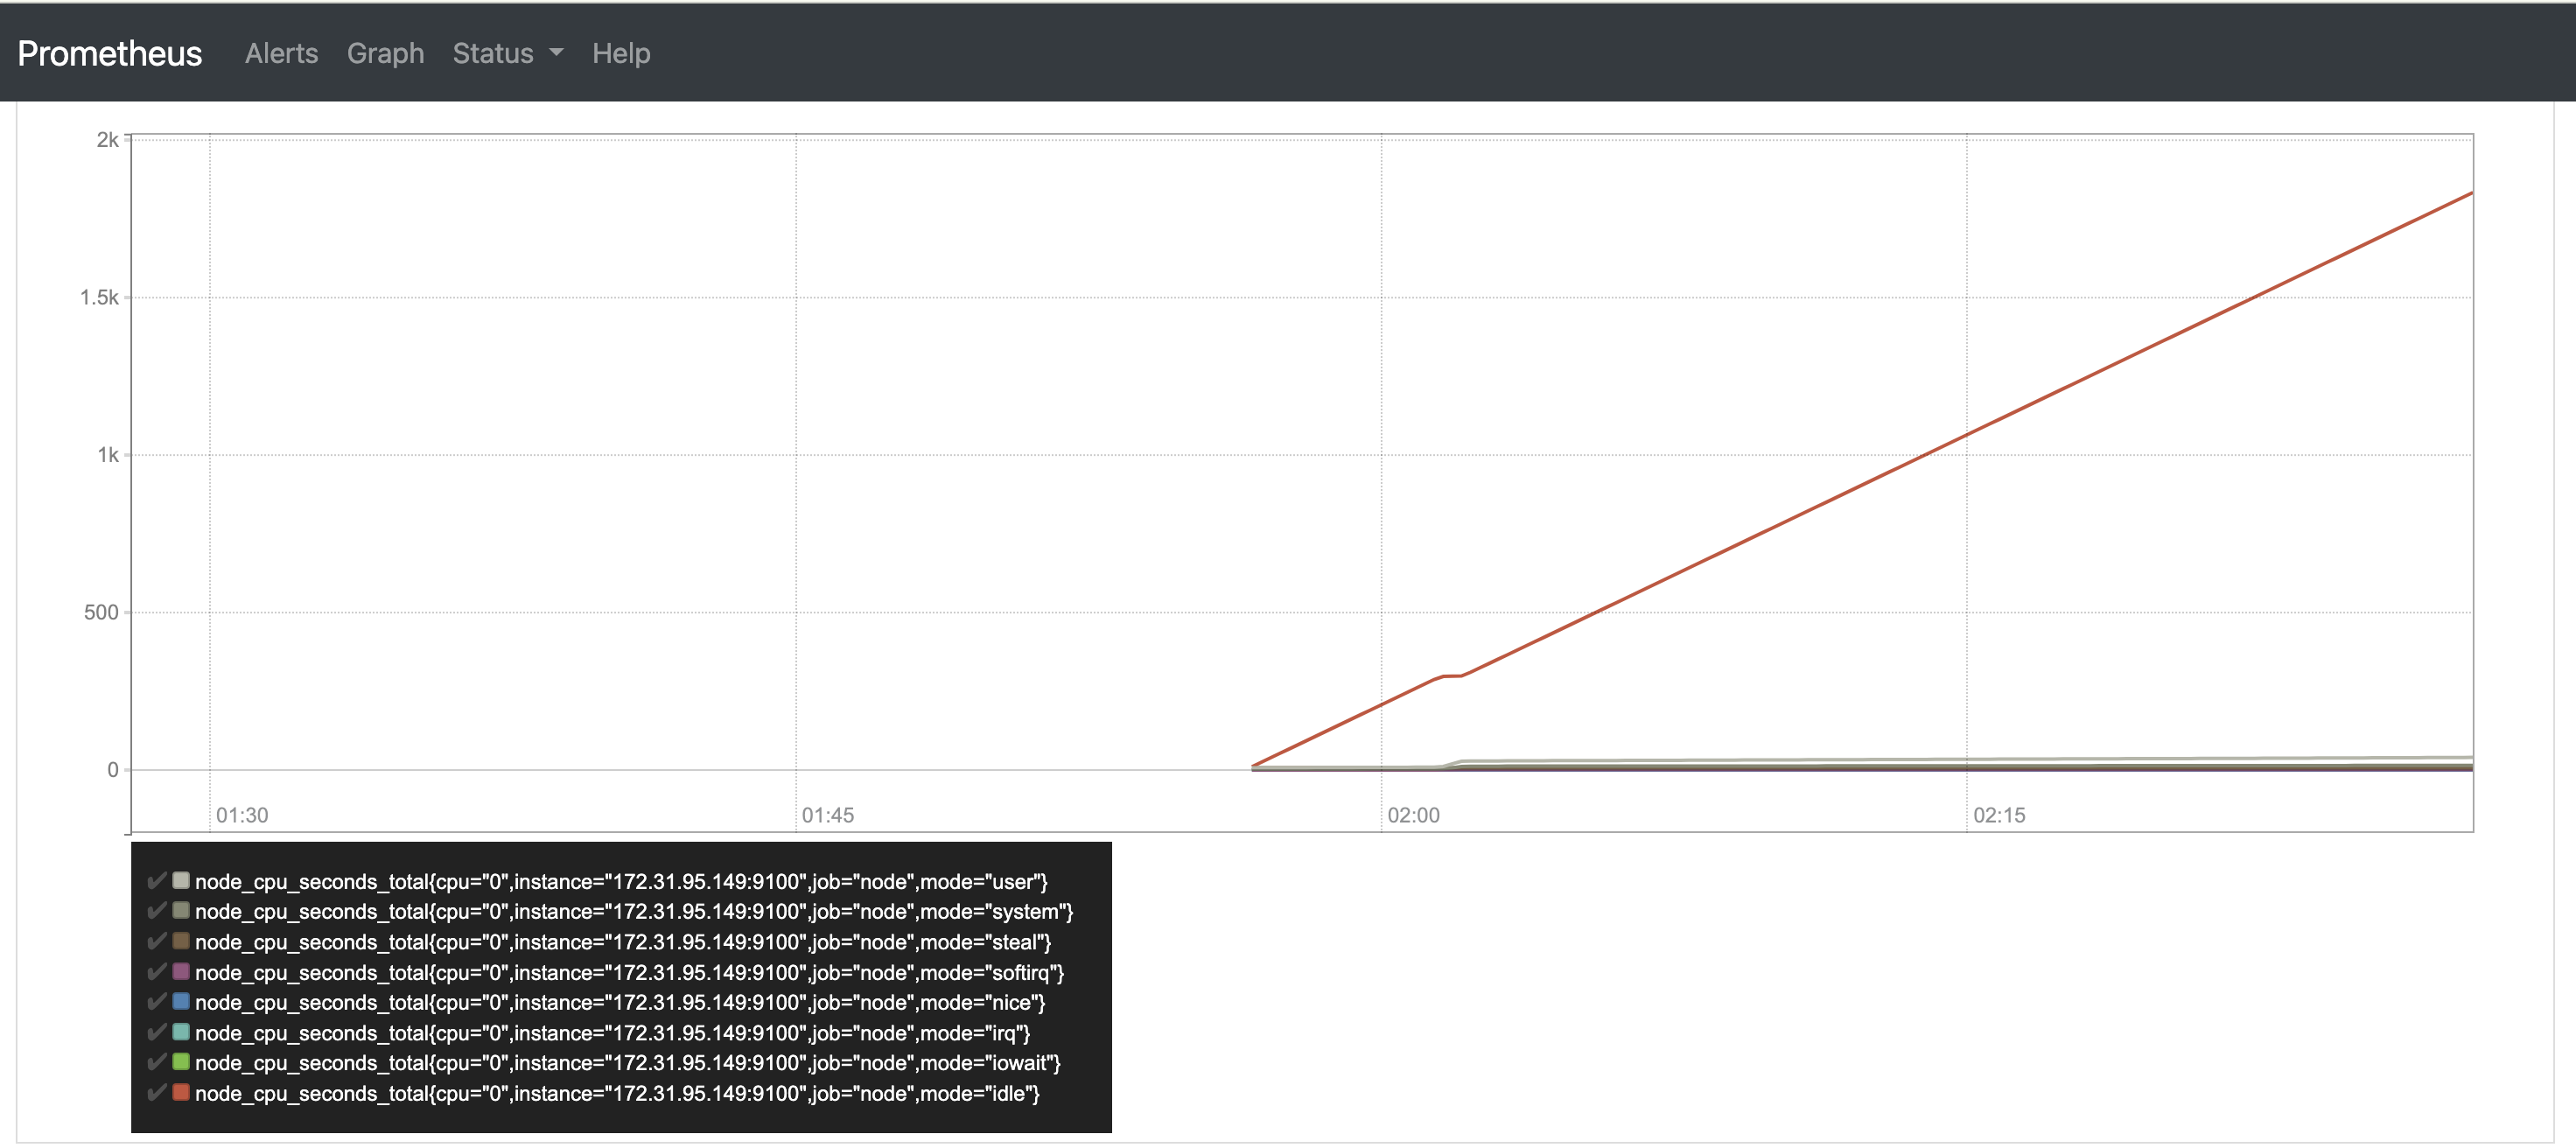 Prometheus Alerts Graph Status Help
2k
1.5k
1k
500
0
01:30 01:45 02:00 02:15
node_cpu_seconds_total{cpu="0",instance="172.31.95.149:9100",job="node",mode="user"}
node_cpu_seconds_total{cpu="0",instance="172.31.95.149:9100",job="node",mode="system"}
node_cpu_seconds_total{cpu="0",instance="172.31.95.149:9100",job="node",mode="steal"}
node_cpu_seconds_total{cpu="0",instance="172.31.95.149:9100",job="node",mode="softirq"}
node_cpu_seconds_total{cpu="0",instance="172.31.95.149:9100",job="node",mode="nice"}
node_cpu_seconds_total{cpu="0",instance="172.31.95.149:9100",job="node",mode="irq"}
node_cpu_seconds_total{cpu="0",instance="172.31.95.149:9100",job="node",mode="iowait"}
node_cpu_seconds_total{cpu="0",instance="172.31.95.149:9100",job="node",mode="idle"}